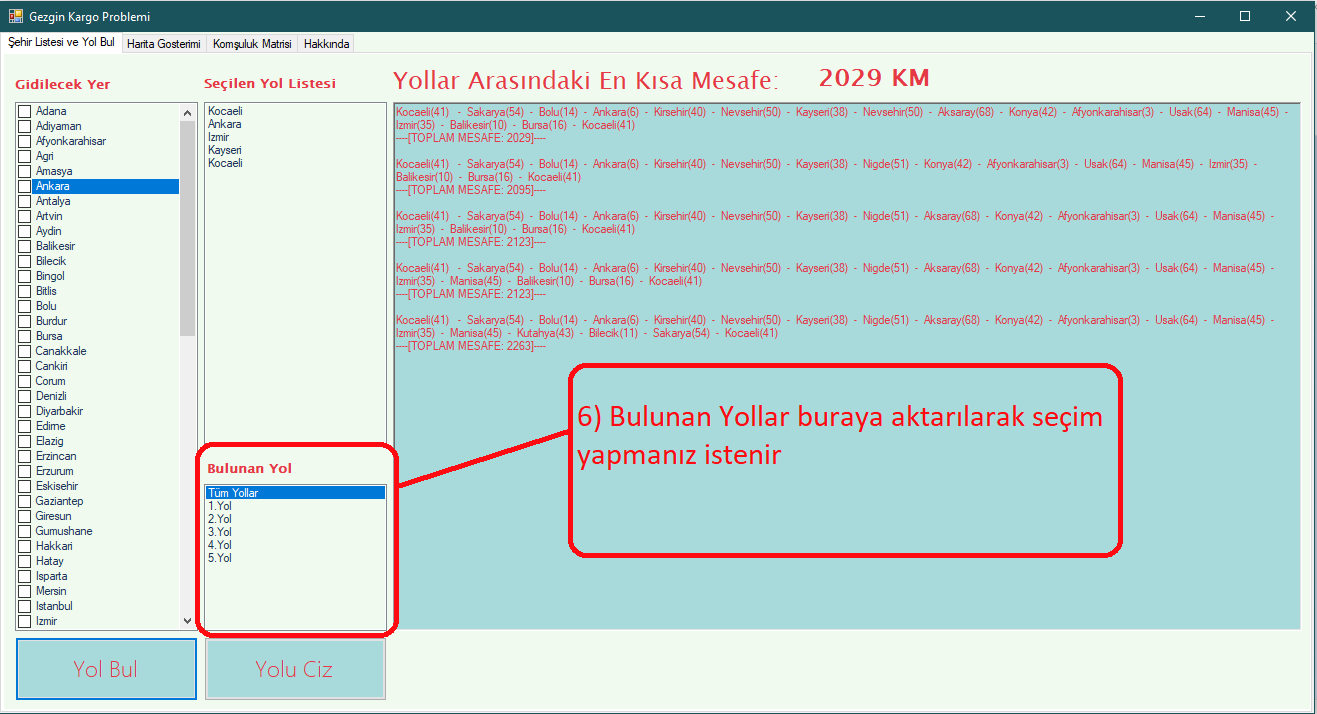 Gezgin Kargo Problemi
Şehir Listesi ve Yol Bul Harita Gosterimi Komşuluk Matrisi Hakkında
Gidilecek Yer
Adana
Adiyaman
Afyonkarahisar
Agri
Amasya
Ankara
Antalya
Artvin
Aydin
Balikesir
Bilecik
Bingol
Bitlis
Bolu
Burdur
Bursa
Canakkale
Cankiri
Corum
Denizli
Diyarbakir
Edirne
Elazig
Erzincan
Erzurum
Eskisehir
Gaziantep
Giresun
Gumushane
Hakkari
Hatay
Isparta
Mersin
Istanbul
Izmir
Seçilen Yol Listesi
Kocaeli
Ankara
Izmir
Kayseri
Kocaeli
Bulunan Yol
Tüm Yollar
1.Yol
2.Yol
3.Yol
4.Yol
5.Yol
Yollar Arasındaki En Kısa Mesafe: 2029 KM
Kocaeli(41) - Sakarya(54) - Bolu(14) - Ankara(6) - Kirsehir(40) - Nevsehir(50) - Kayseri(38) - Nevsehir(50) - Aksaray(68) - Konya(42) - Afyonkarahisar(3) - Usak(64) - Manisa(45) -
Izmir(35) - Balikesir(10) - Bursa(16) - Kocaeli(41)
----[TOPLAM MESAFE: 2029]----
Kocaeli(41) - Sakarya(54) - Bolu(14) - Ankara(6) - Kirsehir(40) - Nevsehir(50) - Kayseri(38) - Nigde(51) - Konya(42) - Afyonkarahisar(3) - Usak(64) - Manisa(45) - Izmir(35) -
Balikesir(10) - Bursa(16) - Kocaeli(41)
----[TOPLAM MESAFE: 2095]----
Kocaeli(41) - Sakarya(54) - Bolu(14) - Ankara(6) - Kirsehir(40) - Nevsehir(50) - Kayseri(38) - Nigde(51) - Aksaray(68) - Konya(42) - Afyonkarahisar(3) - Usak(64) - Manisa(45) -
Izmir(35) - Balikesir(10) - Bursa(16) - Kocaeli(41)
----[TOPLAM MESAFE: 2123]----
Kocaeli(41) - Sakarya(54) - Bolu(14) - Ankara(6) - Kirsehir(40) - Nevsehir(50) - Kayseri(38) - Nigde(51) - Aksaray(68) - Konya(42) - Afyonkarahisar(3) - Usak(64) - Manisa(45) -
Izmir(35) - Manisa(45) - Balikesir(10) - Bursa(16) - Kocaeli(41)
----[TOPLAM MESAFE: 2123]----
Kocaeli(41) - Sakarya(54) - Bolu(14) - Ankara(6) - Kirsehir(40) - Nevsehir(50) - Kayseri(38) - Nigde(51) - Aksaray(68) - Konya(42) - Afyonkarahisar(3) - Usak(64) - Manisa(45) -
Izmir(35) - Manisa(45) - Kutahya(43) - Bilecik(11) - Sakarya(54) - Kocaeli(41)
----[TOPLAM MESAFE: 2263]----
6) Bulunan Yollar buraya aktarılarak seçim
yapmanız istenir
Yol Bul
Yolu Ciz